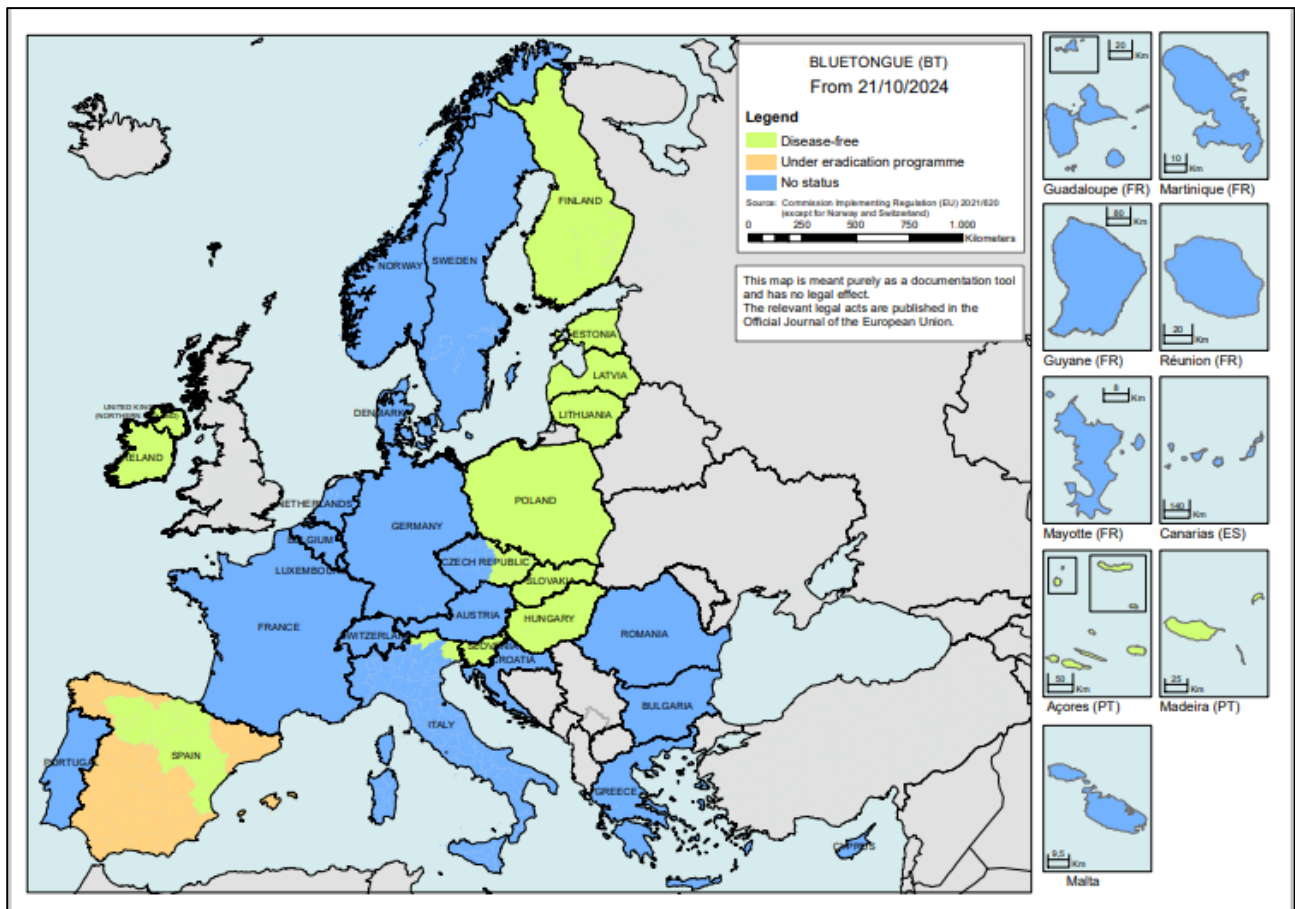 BLUETONGUE (BT)
From 21/10/2024
Legend
Disease-free
Under eradication programme
No status
Source: Commission Implementing Regulation (EU) 2021/620
(except for Norway and Switzerland)
0 250 500 750 1.000
Kilometers
This map is meant purely as a documentation tool
and has no legal effect.
The relevant legal acts are published in the
Official Journal of the European Union.
FINLAND
NORWAY
SWEDEN
ESTONIA
LATVIA
LITHUANIA
DENMARK
UNITED
(NORTHERN
IRELAND
NETHERLANDS
POLAND
GERMANY
BELGIUM
LUXEMBOURG
CZECH REPUBLIC
SLOVAKIA
AUSTRIA
HUNGARY
FRANCE
SWITZERLAND
SLOVENIA
CROATIA
ROMANIA
BULGARIA
ITALY
SPAIN
PORTUGAL
GREECE
CYPRUS
20
Km
Guadaloupe (FR)
10
Km
Martinique (FR)
80
Km
Guyane (FR)
20
Km
Réunion (FR)
8
Km
Mayotte (FR)
140
Km
Canarias (ES)
50
Km
Açores (PT)
25
Km
Madeira (PT)
9,5
Km
Malta